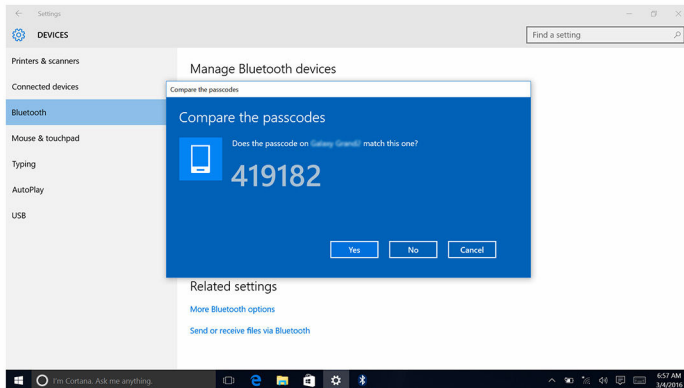 Settings
DEVICES
Find a setting
Printers & scanners
Connected devices
Bluetooth
Mouse & touchpad
Typing
AutoPlay
USB
Manage Bluetooth devices
Compare the passcodes
Compare the passcodes
Does the passcode on match this one?
419182
Yes
No
Cancel
Related settings
More Bluetooth options
Send or receive files via Bluetooth
I'm Cortana. Ask me anything.
6:57 AM
3/4/2016